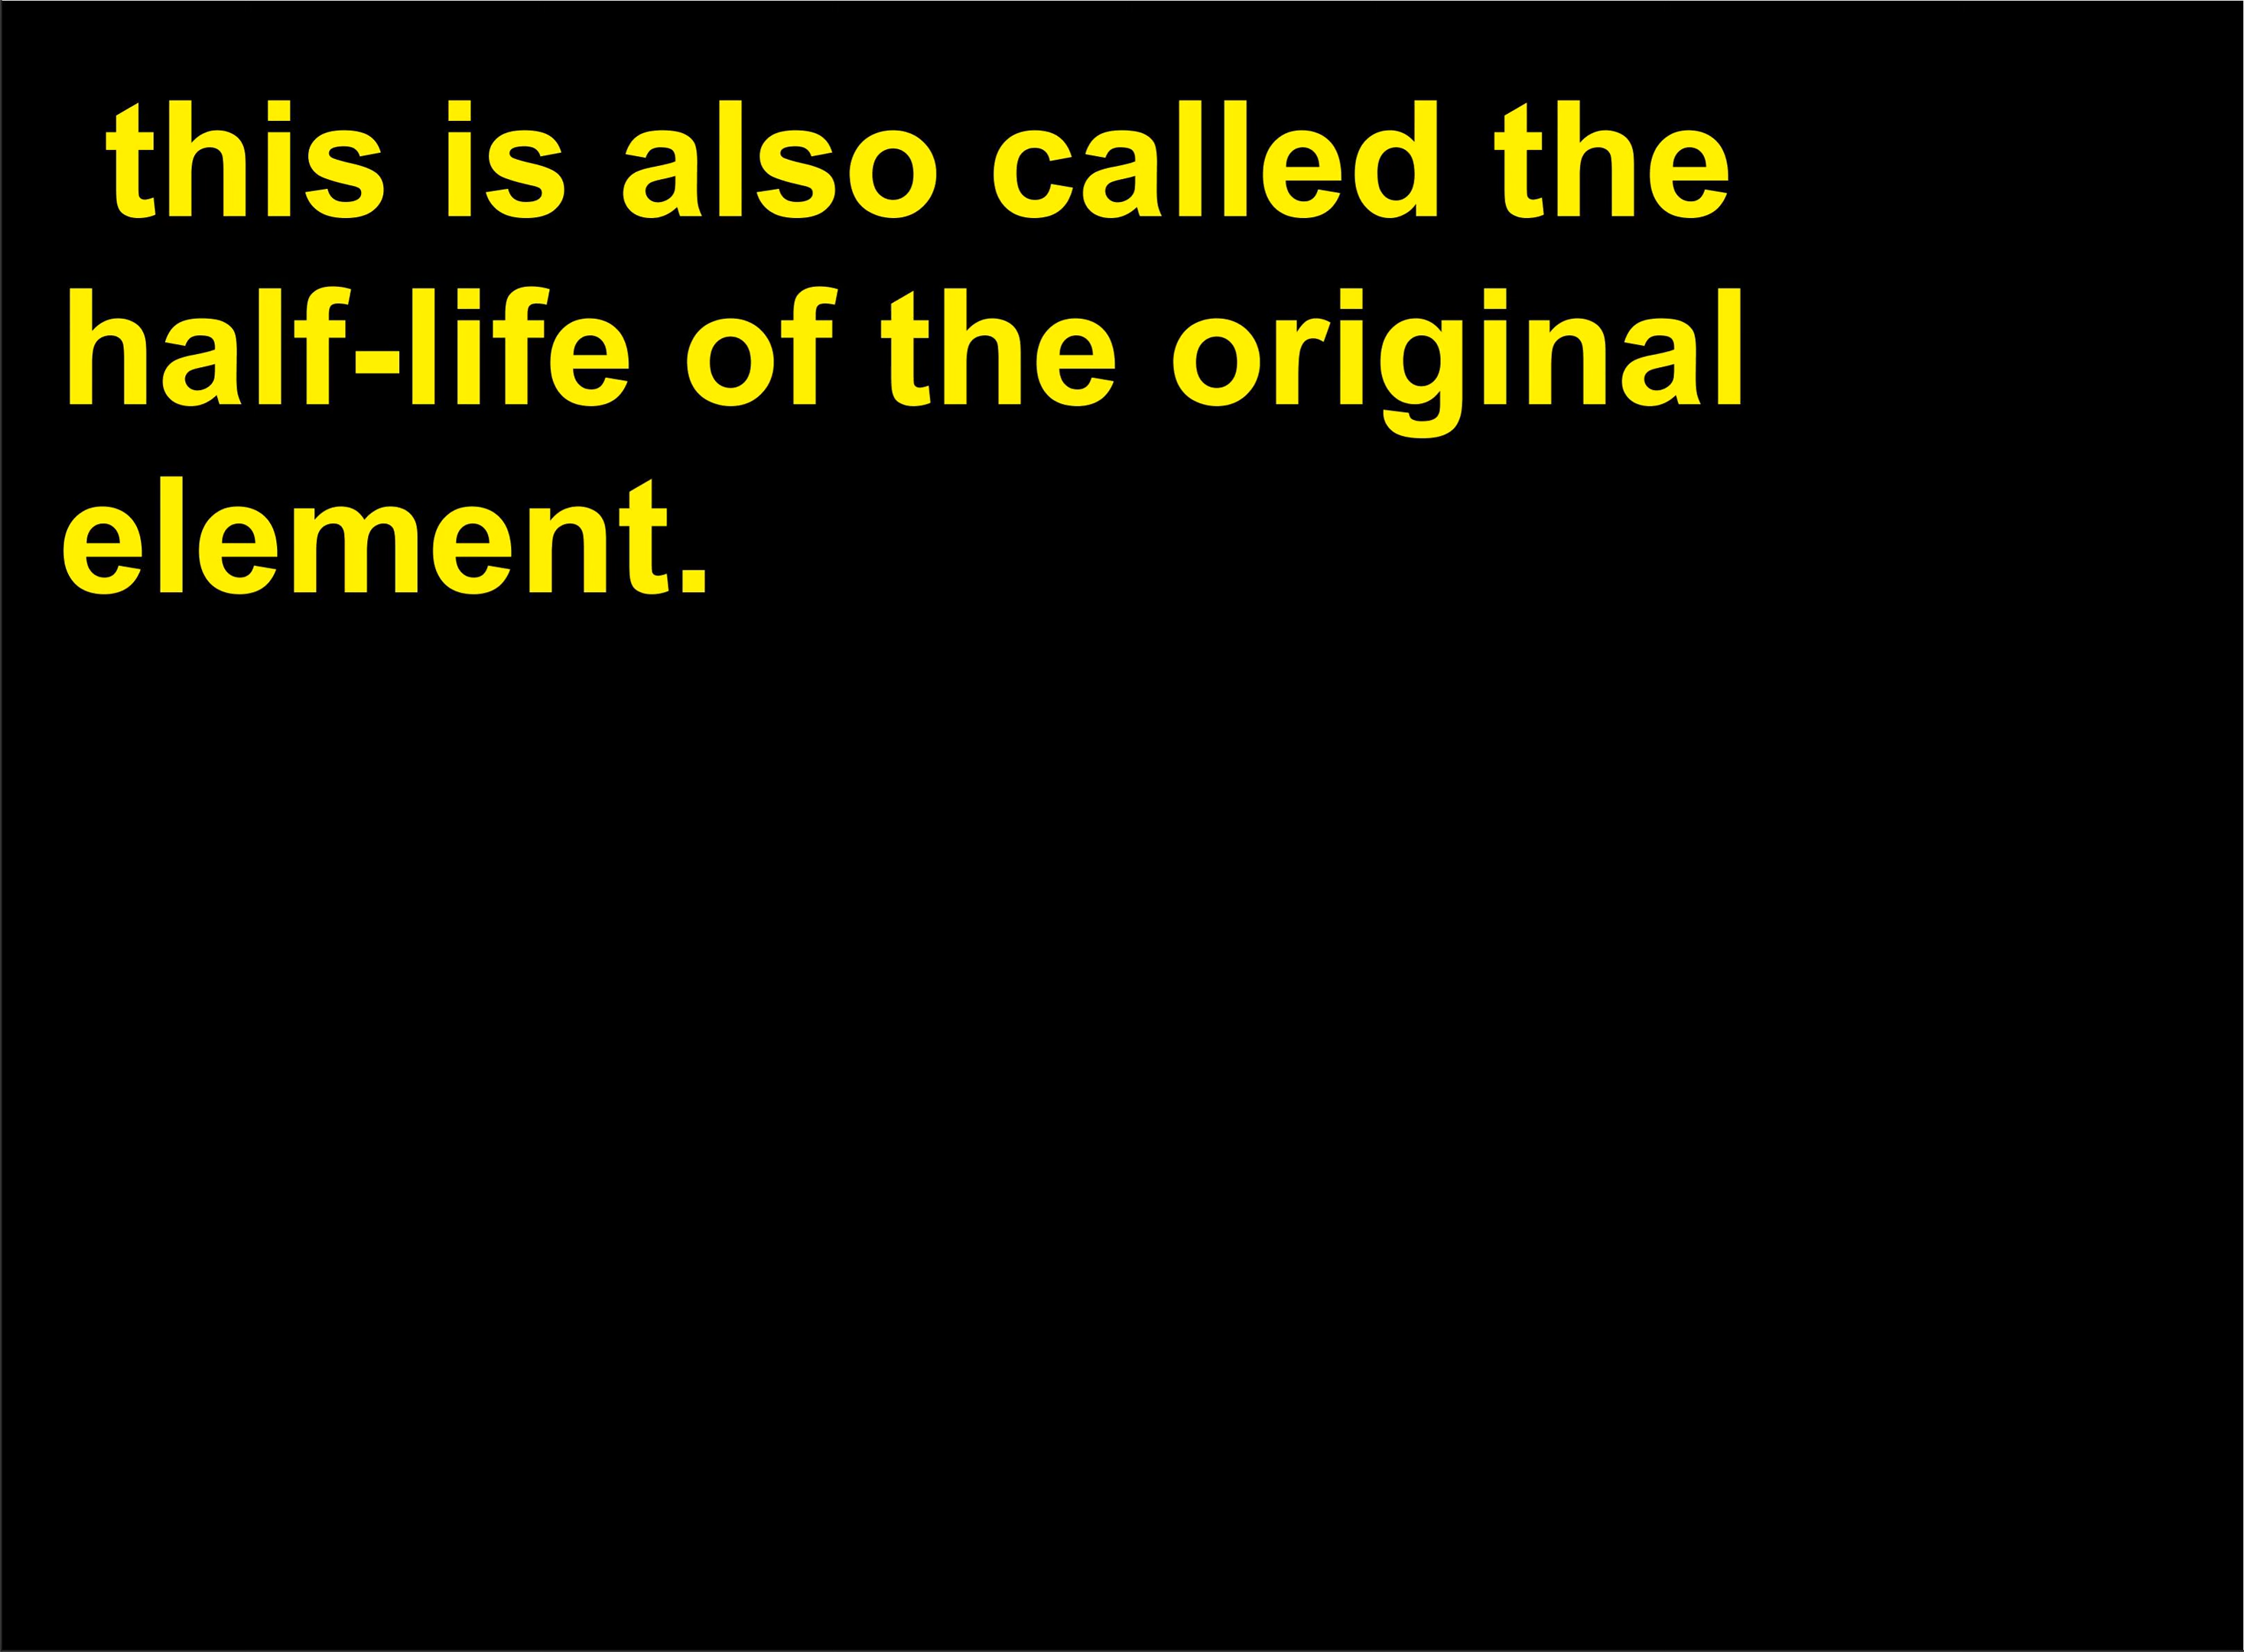 this is also called the
half-life of the original
element.